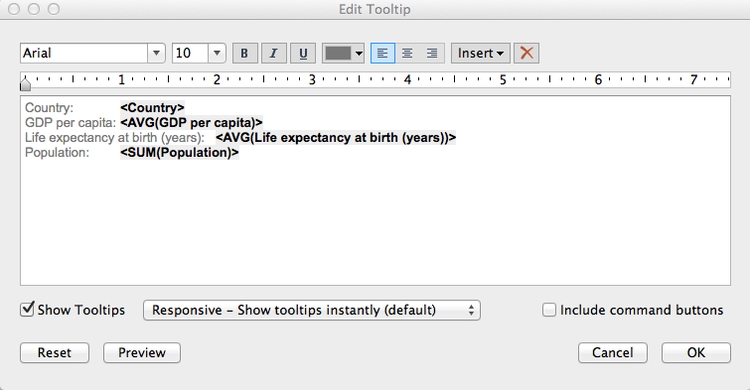 Edit Tooltip
Arial 10 B I U Insert
1 2 3 4 5 6 7
Country: <Country>
GDP per capita: <AVG(GDP per capita)>
Life expectancy at birth (years): <AVG(Life expectancy at birth (years))>
Population: <SUM(Population)>
Show Tooltips Responsive – Show tooltips instantly (default) Include command buttons
Reset Preview Cancel OK